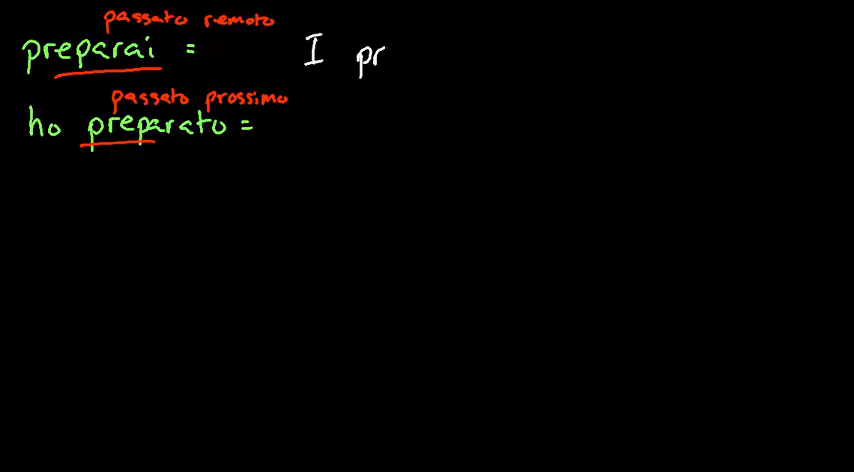 passato remoto
preparai = I pr
passato prossimo
ho preparato =